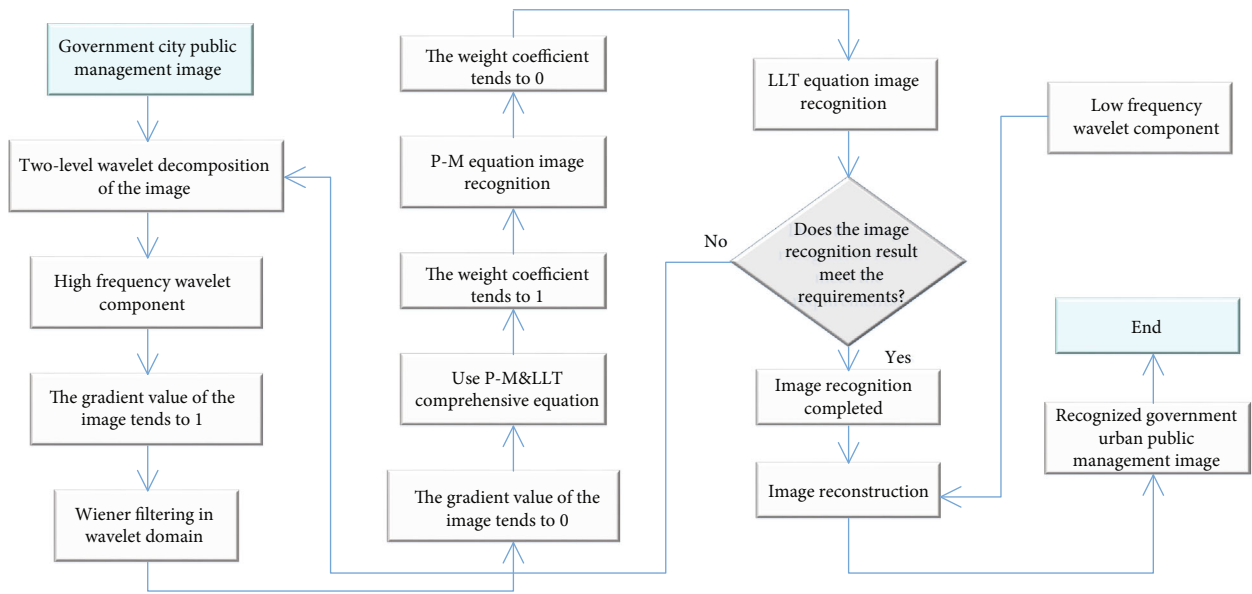 Government city public
management image
Two-level wavelet decomposition
of the image
High frequency wavelet
component
The gradient value of the
image tends to 1
Wiener filtering in
wavelet domain
The weight coefficient
tends to 0
P-M equation image
recognition
The weight coefficient
tends to 1
Use P-M&LLT
comprehensive equation
The gradient value of the
image tends to 0
LLT equation image
recognition
Does the image
recognition result
meet the
requirements?
No
Yes
Image recognition
completed
Image reconstruction
Low frequency
wavelet component
End
Recognized government
urban public
management image